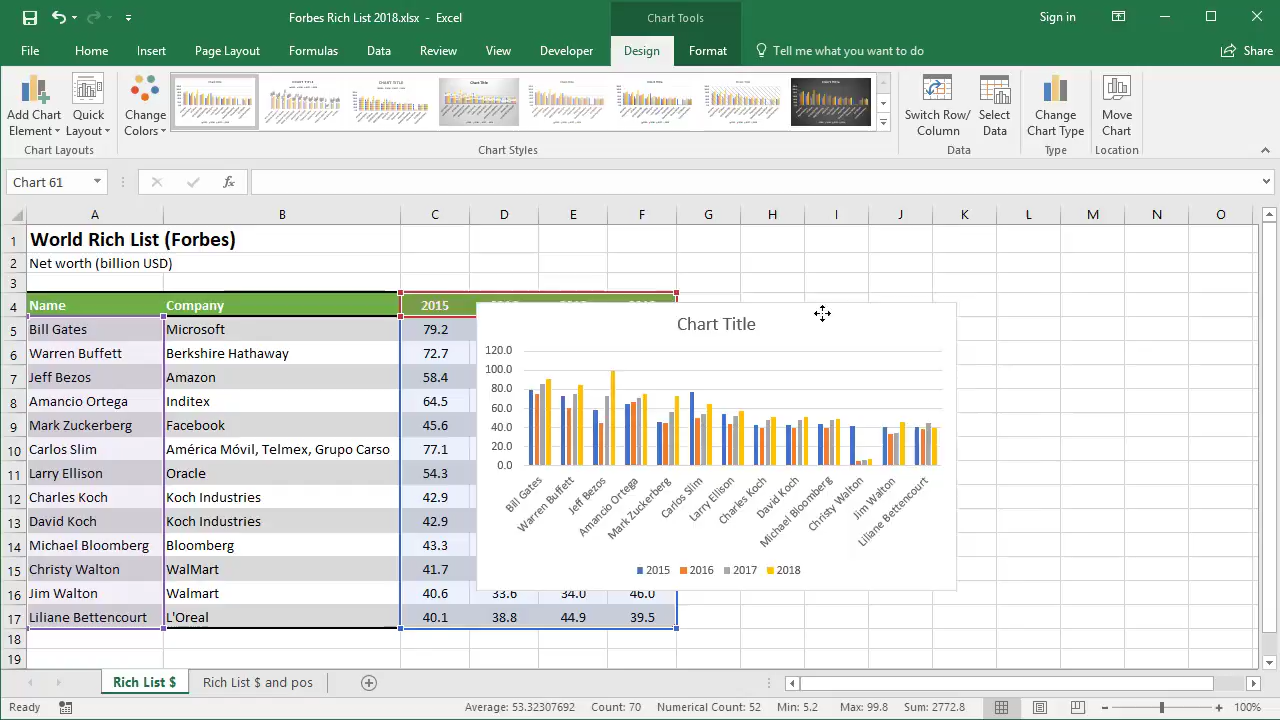 Forbes Rich List 2018.xlsx - Excel
Chart Tools
Sign in
File Home Insert Page Layout Formulas Data Review View Developer Design Format Tell me what you want to do Share
Add Chart Element
Quick Layout
Change Colors
Switch Row/ Column
Select Data
Change Chart Type
Move Chart
Chart Layouts Chart Styles Data Type Location
Chart 61
fx
A B C D E F G H I J K L M N O
1 World Rich List (Forbes)
2 Net worth (billion USD)
3
4 Name Company 2015
5 Bill Gates Microsoft 79.2
6 Warren Buffett Berkshire Hathaway 72.7
7 Jeff Bezos Amazon 58.4
8 Amancio Ortega Inditex 64.5
9 Mark Zuckerberg Facebook 45.6
10 Carlos Slim América Móvil, Telmex, Grupo Carso 77.1
11 Larry Ellison Oracle 54.3
12 Charles Koch Koch Industries 42.9
13 David Koch Koch Industries 42.9
14 Michael Bloomberg Bloomberg 43.3
15 Christy Walton WalMart 41.7
16 Jim Walton Walmart 40.6 33.6 34.0 46.0
17 Liliane Bettencourt L'Oreal 40.1 38.8 44.9 39.5
18
19
Chart Title
120.0
100.0
80.0
60.0
40.0
20.0
0.0
Bill Gates
Warren Buffett
Jeff Bezos
Amancio Ortega
Mark Zuckerberg
Carlos Slim
Larry Ellison
Charles Koch
David Koch
Michael Bloomberg
Christy Walton
Jim Walton
Liliane Bettencourt
2015 2016 2017 2018
Rich List $ Rich List $ and pos
Ready Average: 53.32307692 Count: 70 Numerical Count: 52 Min: 5.2 Max: 99.8 Sum: 2772.8 100%